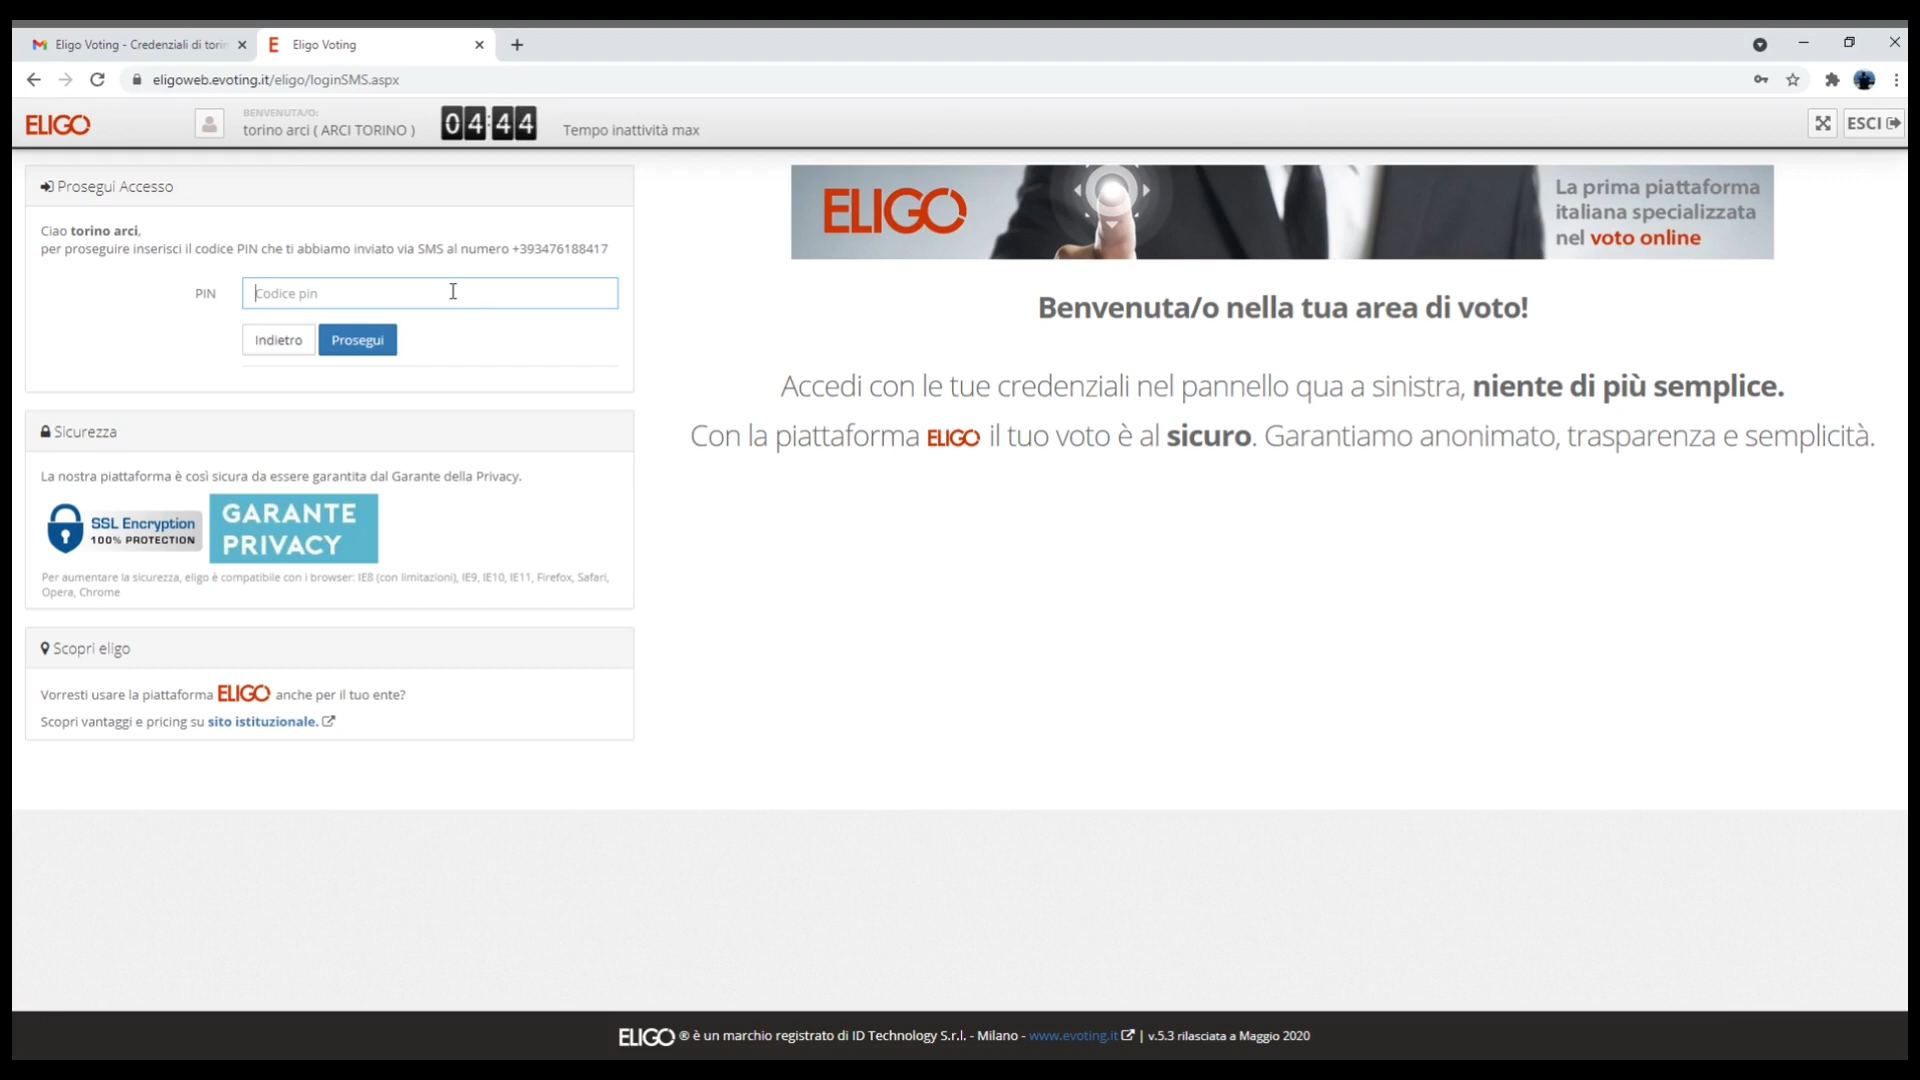 Eligo Voting - Credenziali di torin
Eligo Voting
eligoweb.evoting.it/eligo/loginSMS.aspx
ELIGO
BENVENUTA/O:
torino arci ( ARCI TORINO )
04:44
Tempo inattività max
ESCI
Prosegui Accesso
Ciao torino arci,
per proseguire inserisci il codice PIN che ti abbiamo inviato via SMS al numero +393476188417
PIN
Codice pin
Indietro
Prosegui
Sicurezza
La nostra piattaforma è così sicura da essere garantita dal Garante della Privacy.
SSL Encryption
100% PROTECTION
GARANTE
PRIVACY
Per aumentare la sicurezza, eligo è compatibile con i browser: IE8 (con limitazioni), IE9, IE10, IE11, Firefox, Safari,
Opera, Chrome
Scopri eligo
Vorresti usare la piattaforma ELIGO anche per il tuo ente?
Scopri vantaggi e pricing su sito istituzionale.
ELIGO
La prima piattaforma
italiana specializzata
nel voto online
Benvenuta/o nella tua area di voto!
Accedi con le tue credenziali nel pannello qua a sinistra, niente di più semplice.
Con la piattaforma ELIGO il tuo voto è al sicuro. Garantiamo anonimato, trasparenza e semplicità.
ELIGO ® è un marchio registrato di ID Technology S.r.l. - Milano - www.evoting.it | v.5.3 rilasciata a Maggio 2020